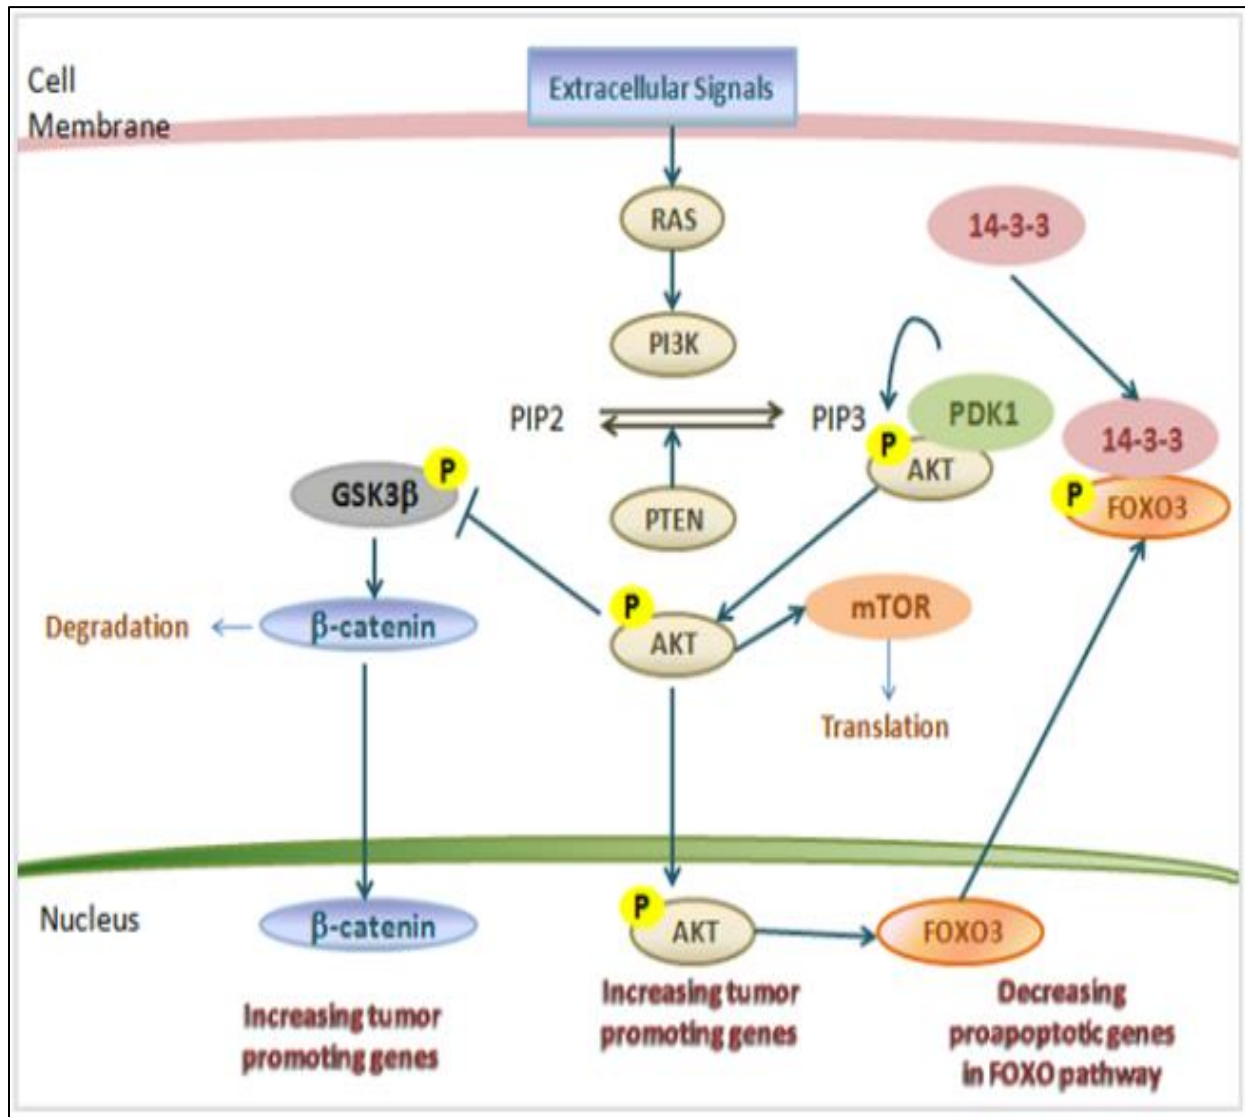 Cell
Membrane
Extracellular Signals
RAS
14-3-3
PI3K
PIP2
PIP3
PDK1
P
AKT
14-3-3
P
FOXO3
GSK3β
P
PTEN
Degradation
β-catenin
P
AKT
mTOR
Translation
Nucleus
β-catenin
P
AKT
FOXO3
Increasing tumor
promoting genes
Increasing tumor
promoting genes
Decreasing
proapoptotic genes
in FOXO pathway